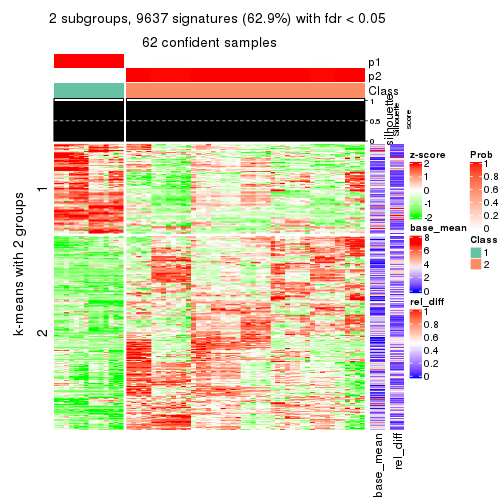 2 subgroups, 9637 signatures (62.9%) with fdr < 0.05
62 confident samples
p1
p2
Class
1
0.5
0
silhouette
Silhouette
score
k-means with 2 groups
1
2
z-score
2
1
0
-1
-2
base_mean
8
6
4
2
0
rel_diff
1
0.8
0.6
0.4
0.2
0
Prob
1
0.8
0.6
0.4
0.2
0
Class
1
2
base_mean
rel_diff